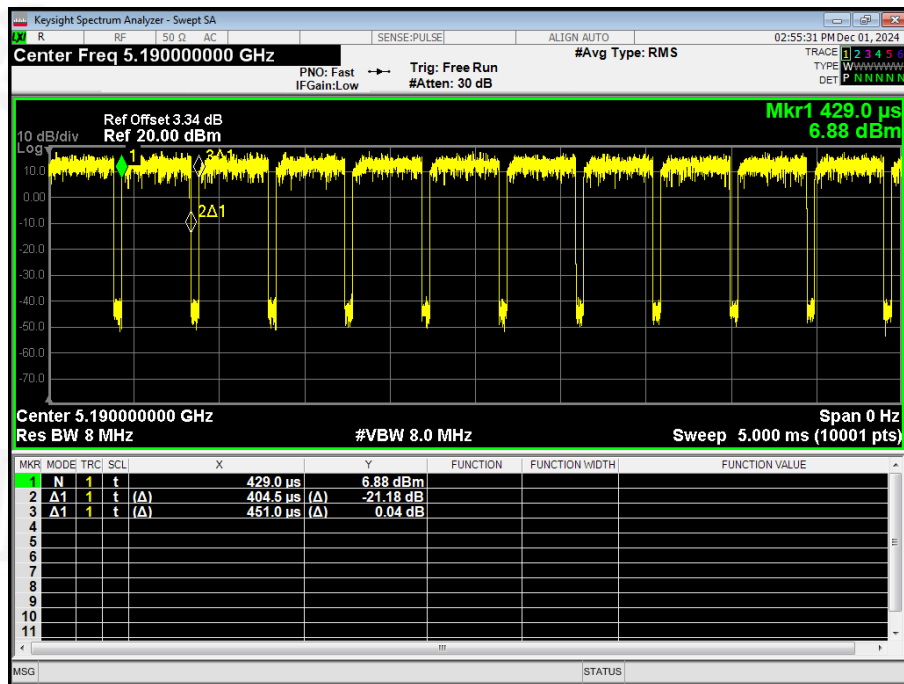 Keysight Spectrum Analyzer - Swept SA
LXI R RF 50 Ω AC SENSE:PULSE ALIGN AUTO 02:55:31 PM Dec 01, 2024
Center Freq 5.190000000 GHz #Avg Type: RMS TRACE 1 2 3 4 5 6
PNO: Fast Trig: Free Run TYPE W W W W W W
IFGain:Low #Atten: 30 dB DET P N N N N N
Mkr1 429.0 µs
Ref Offset 3.34 dB
10 dB/div Ref 20.00 dBm 6.88 dBm
Log
1 3Δ1
10.0
0.00
2Δ1
-10.0
-20.0
-30.0
-40.0
-50.0
-60.0
-70.0
Center 5.190000000 GHz Span 0 Hz
Res BW 8 MHz #VBW 8.0 MHz Sweep 5.000 ms (10001 pts)
MKR MODE TRC SCL X Y FUNCTION FUNCTION WIDTH FUNCTION VALUE
1 N 1 t 429.0 µs 6.88 dBm
2 Δ1 1 t (Δ) 404.5 µs (Δ) -21.18 dB
3 Δ1 1 t (Δ) 451.0 µs (Δ) 0.04 dB
4
5
6
7
8
9
10
11
MSG STATUS